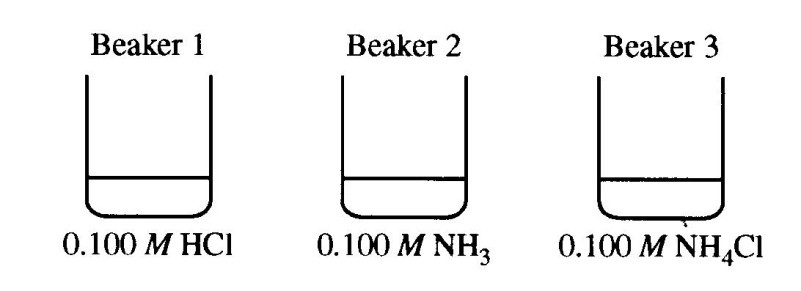 Beaker 1 Beaker 2 Beaker 3
0.100 M HCl 0.100 M NH₃ 0.100 M NH₄Cl